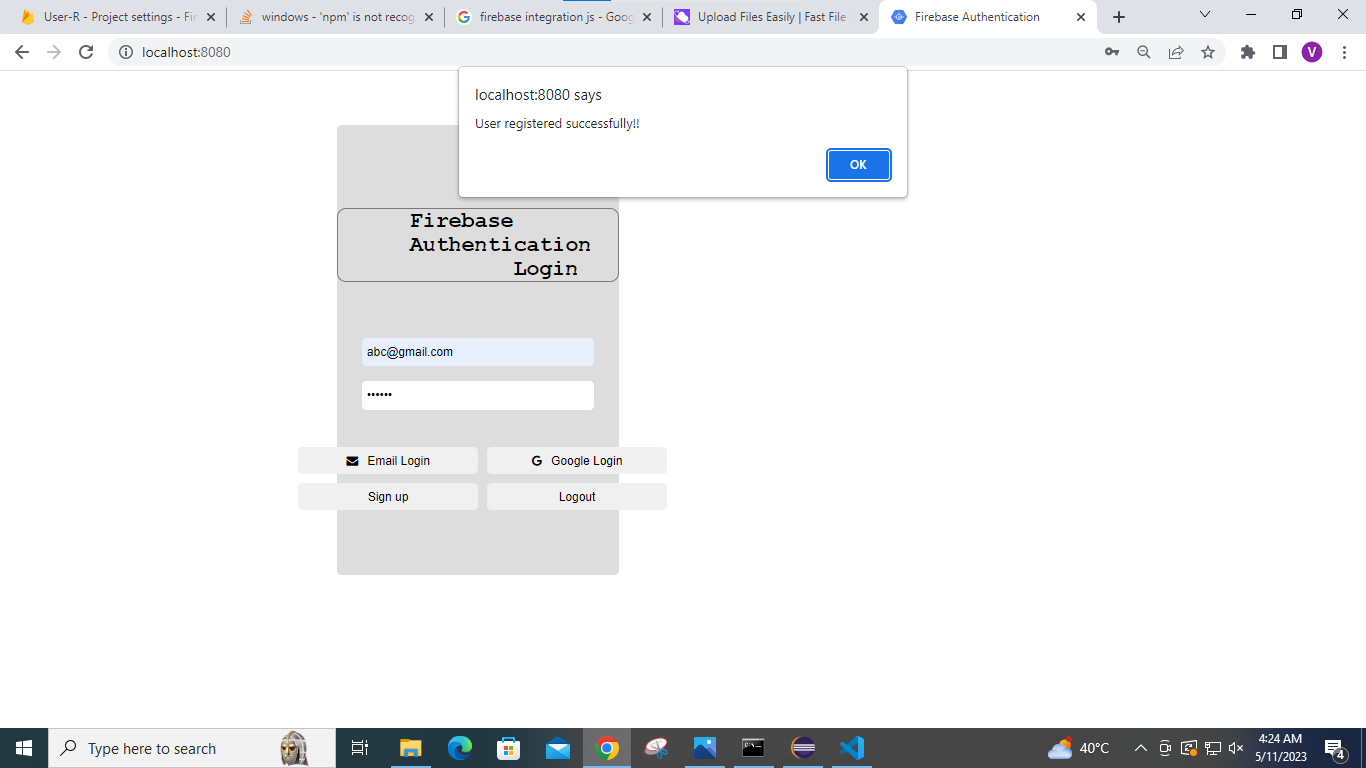 User-R - Project settings - Fir
windows - 'npm' is not recog
firebase integration js - Goog
Upload Files Easily | Fast File
Firebase Authentication
localhost:8080
V
localhost:8080 says
User registered successfully!!
OK
Firebase
Authentication
Login
abc@gmail.com
••••••
Email Login
G Google Login
Sign up
Logout
Type here to search
40°C
4:24 AM
5/11/2023
4